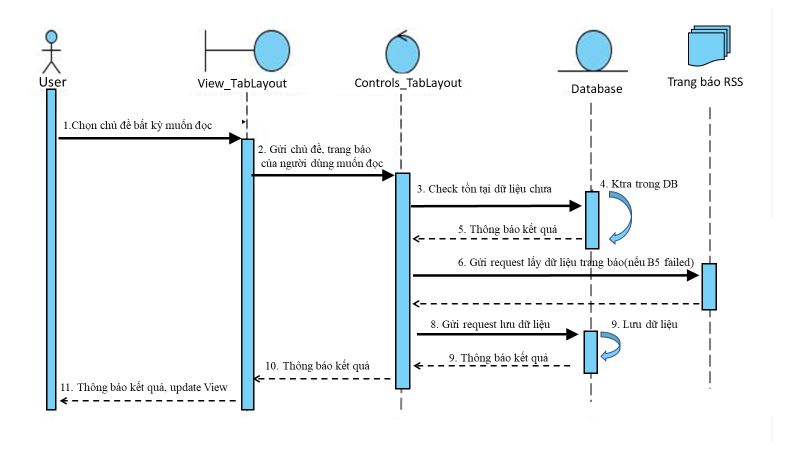 User
View_TabLayout
Controls_TabLayout
Database
Trang báo RSS
1.Chọn chủ đề bất kỳ muốn đọc
2. Gửi chủ đề, trang báo
của người dùng muốn đọc
3. Check tồn tại dữ liệu chưa
4. Ktra trong DB
5. Thông báo kết quả
6. Gửi request lấy dữ liệu trang báo(nếu B5 failed)
8. Gửi request lưu dữ liệu
9. Lưu dữ liệu
9. Thông báo kết quả
10. Thông báo kết quả
11. Thông báo kết quả, update View